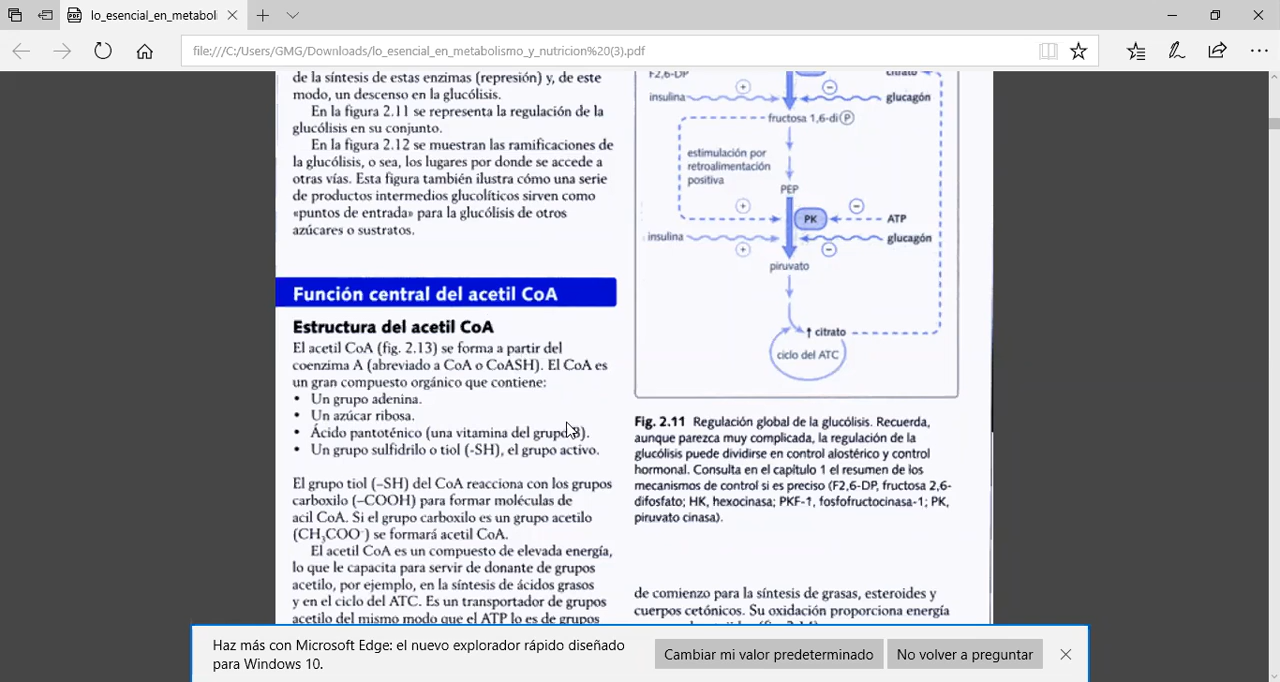 lo_esencial_en_metaboli
file:///C:/Users/GMG/Downloads/lo_esencial_en_metabolismo_y_nutricion%20(3).pdf
de la síntesis de estas enzimas (represión) y, de este
modo, un descenso en la glucólisis.
En la figura 2.11 se representa la regulación de la
glucólisis en su conjunto.
En la figura 2.12 se muestran las ramificaciones de
la glucólisis, o sea, los lugares por donde se accede a
otras vías. Esta figura también ilustra cómo una serie
de productos intermedios glucolíticos sirven como
«puntos de entrada» para la glucólisis de otros
azúcares o sustratos.
Función central del acetil CoA
Estructura del acetil CoA
El acetil CoA (fig. 2.13) se forma a partir del
coenzima A (abreviado a CoA o CoASH). El CoA es
un gran compuesto orgánico que contiene:
• Un grupo adenina.
• Un azúcar ribosa.
• Ácido pantoténico (una vitamina del grupo B).
• Un grupo sulfidrilo o tiol (-SH), el grupo activo.
El grupo tiol (–SH) del CoA reacciona con los grupos
carboxilo (–COOH) para formar moléculas de
acil CoA. Si el grupo carboxilo es un grupo acetilo
(CH₃COO⁻) se formará acetil CoA.
El acetil CoA es un compuesto de elevada energía,
lo que le capacita para servir de donante de grupos
acetilo, por ejemplo, en la síntesis de ácidos grasos
y en el ciclo del ATC. Es un transportador de grupos
acetilo del mismo modo que el ATP lo es de grupos
F2,6-DP
citrato
+
−
insulina
glucagón
fructosa 1,6-di P
estimulación por
retroalimentación
positiva
PEP
+
−
PK
ATP
insulina
glucagón
+
−
piruvato
↑ citrato
ciclo del ATC
Fig. 2.11 Regulación global de la glucólisis. Recuerda,
aunque parezca muy complicada, la regulación de la
glucólisis puede dividirse en control alostérico y control
hormonal. Consulta en el capítulo 1 el resumen de los
mecanismos de control si es preciso (F2,6-DP, fructosa 2,6-
difosfato; HK, hexocinasa; PKF-1, fosfofructocinasa-1; PK,
piruvato cinasa).
de comienzo para la síntesis de grasas, esteroides y
cuerpos cetónicos. Su oxidación proporciona energía
Haz más con Microsoft Edge: el nuevo explorador rápido diseñado
para Windows 10.
Cambiar mi valor predeterminado
No volver a preguntar